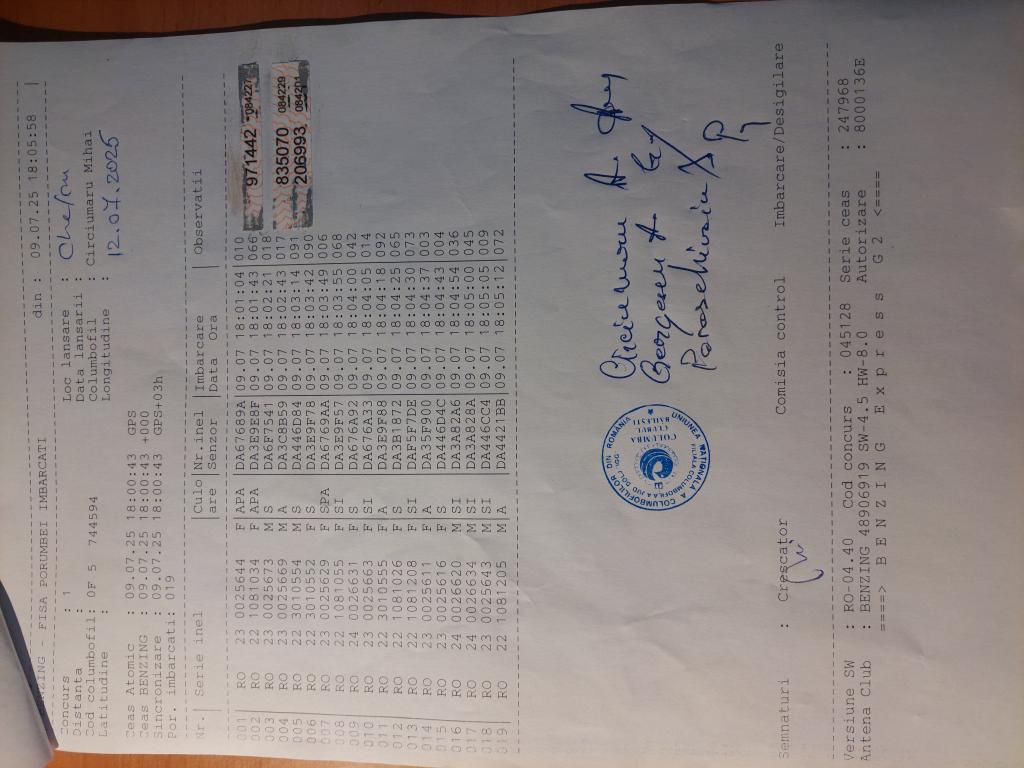 BENZING FISA PORUMBEI IMBARCATI din : 09.07.25 18:05:58
Concurs : 1 Loc lansare :
Distanta : Data lansarii :
Cod columbofil: OF 5 744594 Columbofil : Circiumaru Mihai
Latitudine : Longitudine : 12.07.2025
Ceas Atomic : 09.07.25 18:00:43 GPS
Ceas BENZING : 09.07.25 18:00:43 +000
Sincronizare : 09.07.25 18:00:43 GPS+03h
Por. imbarcati: 019
Nr.| Serie inel |Culo|Nr.inel |Imbarcare | Observatii
|are |Senzor |Data Ora |
001| RO 23 0025644 F|APA |DA67689A|09.07 18:01:04|010 971442 *084227
002| RO 22 1081034 F|APA |DA3E9E8F|09.07 18:01:43|066
003| RO 23 0025673 M|S |DAF6F7541|09.07 18:02:21|018 835070 084229
004| RO 23 0025669 M|A |DA7C8B59|09.07 18:02:43|017 206993 084201
005| RO 22 3010554 M|S |DA446D84|09.07 18:03:14|091
006| RO 22 3010552 F|S |DA3E9F78|09.07 18:03:42|090
007| RO 23 0025629 F|SPA |DA6769AA|09.07 18:03:49|006
008| RO 22 1081055 F|SI |DA3E9F57|09.07 18:03:55|068
009| RO 24 0026631 F|S |DA676A92|09.07 18:04:00|042
010| RO 23 0025663 F|SI |DA67CA33|09.07 18:04:05|014
011| RO 22 3010555 F|A |DA3E9F88|09.07 18:04:18|092
012| RO 22 1081026 F|S |DA3B1872|09.07 18:04:25|065
013| RO 22 1081208 F|SI |DAF5F7DE|09.07 18:04:30|073
014| RO 23 0025611 F|A |DA35F900|09.07 18:04:37|003
015| RO 23 0025616 F|S |DA446D4C|09.07 18:04:43|004
016| RO 24 0026620 M|SI |DA3A82A6|09.07 18:04:54|036
017| RO 24 0026634 M|S |DA3A828A|09.07 18:05:00|045
018| RO 23 0025643 M|SI |DA446CC4|09.07 18:05:05|009
019| RO 22 1081205 M|A |DA4421BB|09.07 18:05:12|072
UNIUNEA NATIONALA A COLUMBOFILILOR DIN ROMANIA
FILIALA COLUMBOFILA A JUD DOLJ
CLUBUL
COLUMBA
BAILESTI
Semnaturi : Crescator Comisia control Imbarcare/Desigilare
Versiune SW : RO-04.40 Cod concurs : 045128 Serie ceas : 247968
Antena Club : BENZING 48906919 SW-4.5 HW-8.0 Autorizare : 8000136E
====> B E N Z I N G E x p r e s s G 2 <====